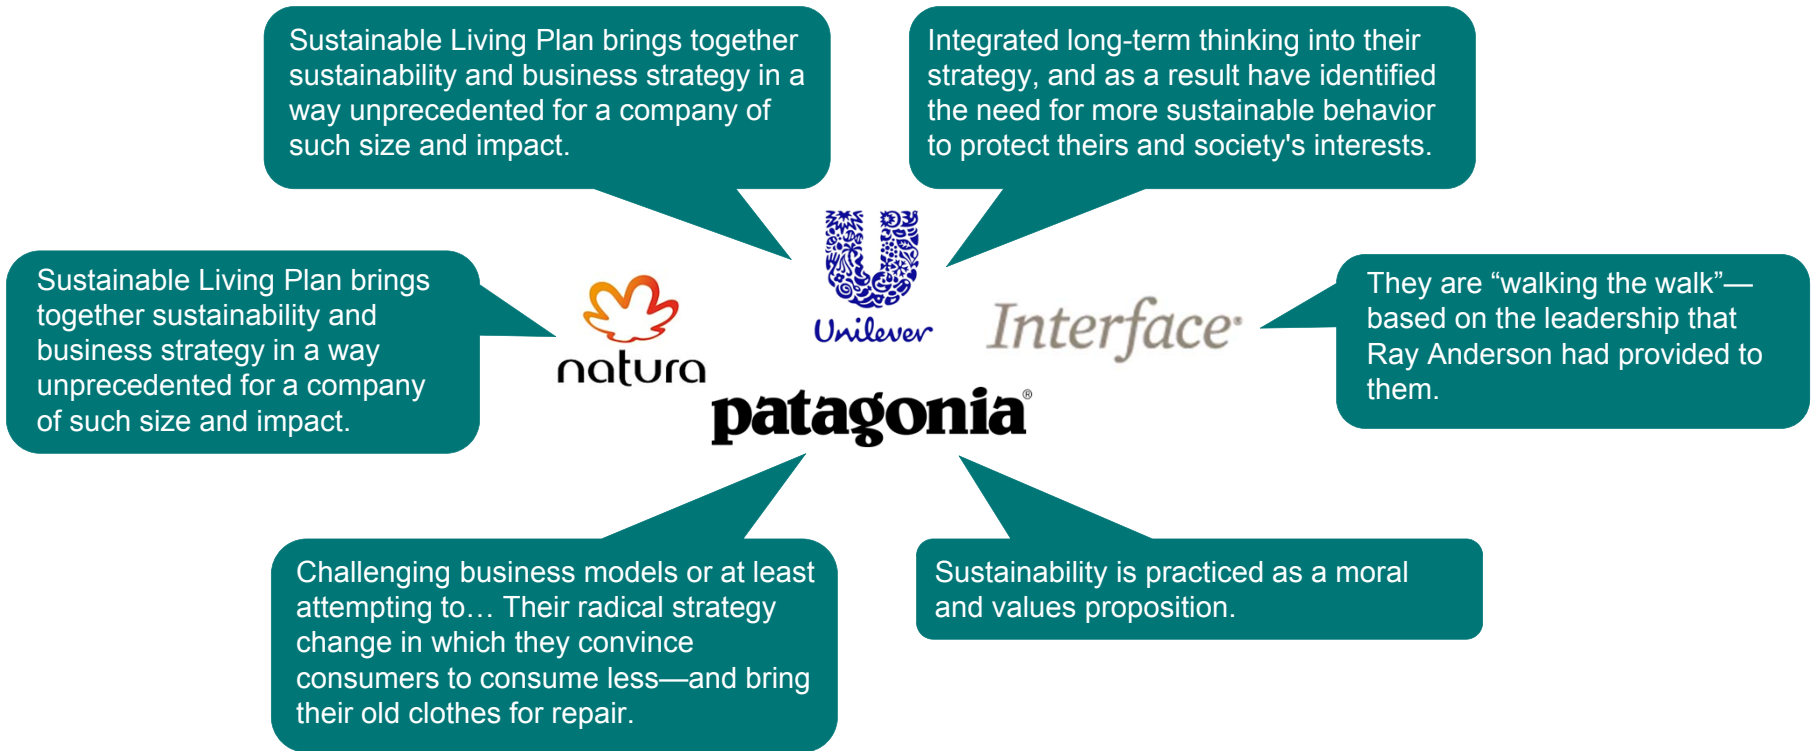 Sustainable Living Plan brings together
sustainability and business strategy in a
way unprecedented for a company of
such size and impact.
Integrated long-term thinking into their
strategy, and as a result have identified
the need for more sustainable behavior
to protect theirs and society's interests.
Sustainable Living Plan brings
together sustainability and
business strategy in a way
unprecedented for a company
of such size and impact.
natura
Unilever
Interface®
patagonia®
They are “walking the walk”—
based on the leadership that
Ray Anderson had provided to
them.
Challenging business models or at least
attempting to… Their radical strategy
change in which they convince
consumers to consume less—and bring
their old clothes for repair.
Sustainability is practiced as a moral
and values proposition.